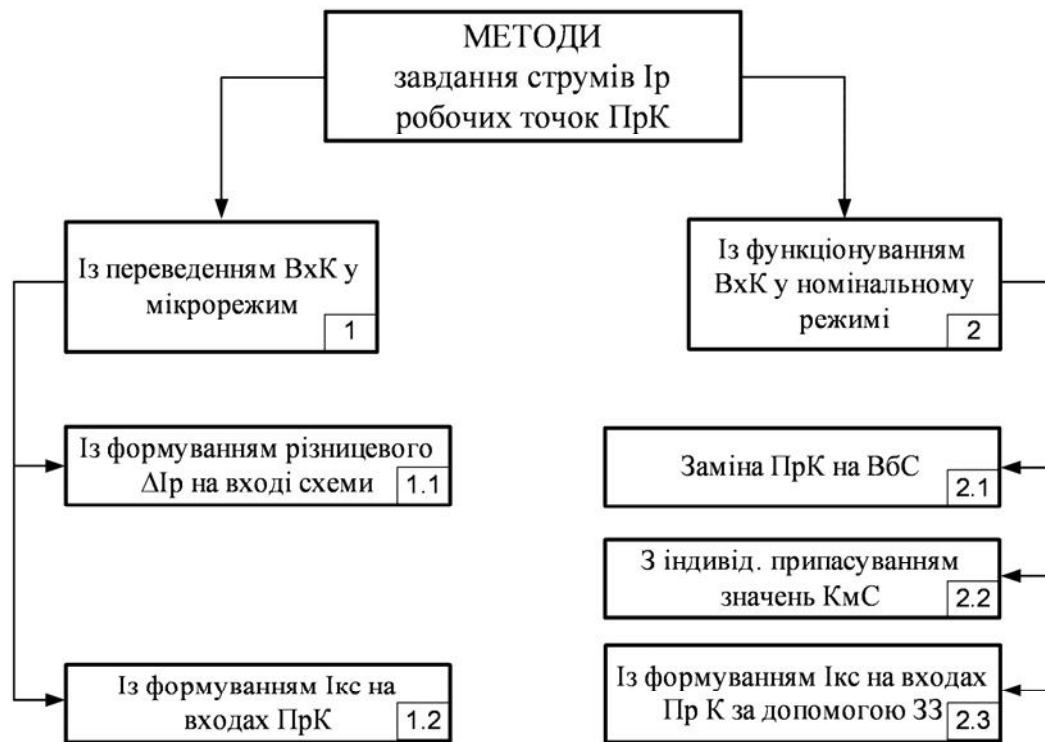 МЕТОДИ
завдання струмів Ір
робочих точок ПрК
Із переведенням ВхК у
мікрорежим
1
Із функціонуванням
ВхК у номінальному
режимі
2
Із формуванням різницевого
ΔІр на вході схеми
1.1
Заміна ПрК на ВбС
2.1
З індивід. припасуванням
значень КмС
2.2
Із формуванням Ікс на
входах ПрК
1.2
Із формуванням Ікс на входах
Пр К за допомогою ЗЗ
2.3